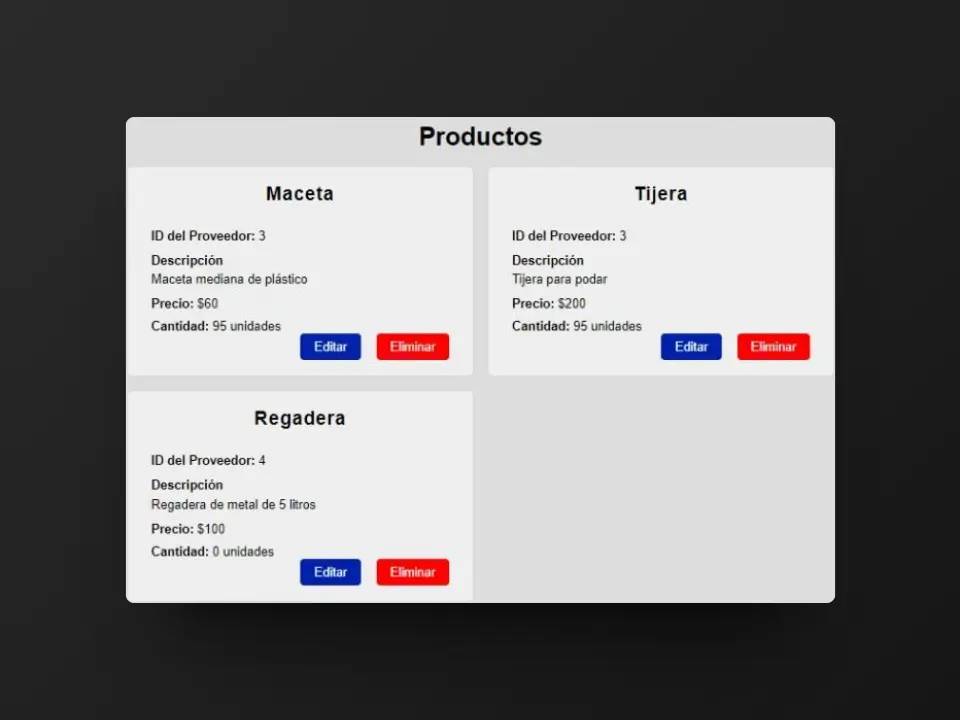 Productos
Maceta
ID del Proveedor: 3
Descripción
Maceta mediana de plástico
Precio: $60
Cantidad: 95 unidades
Editar
Eliminar
Tijera
ID del Proveedor: 3
Descripción
Tijera para podar
Precio: $200
Cantidad: 95 unidades
Editar
Eliminar
Regadera
ID del Proveedor: 4
Descripción
Regadera de metal de 5 litros
Precio: $100
Cantidad: 0 unidades
Editar
Eliminar